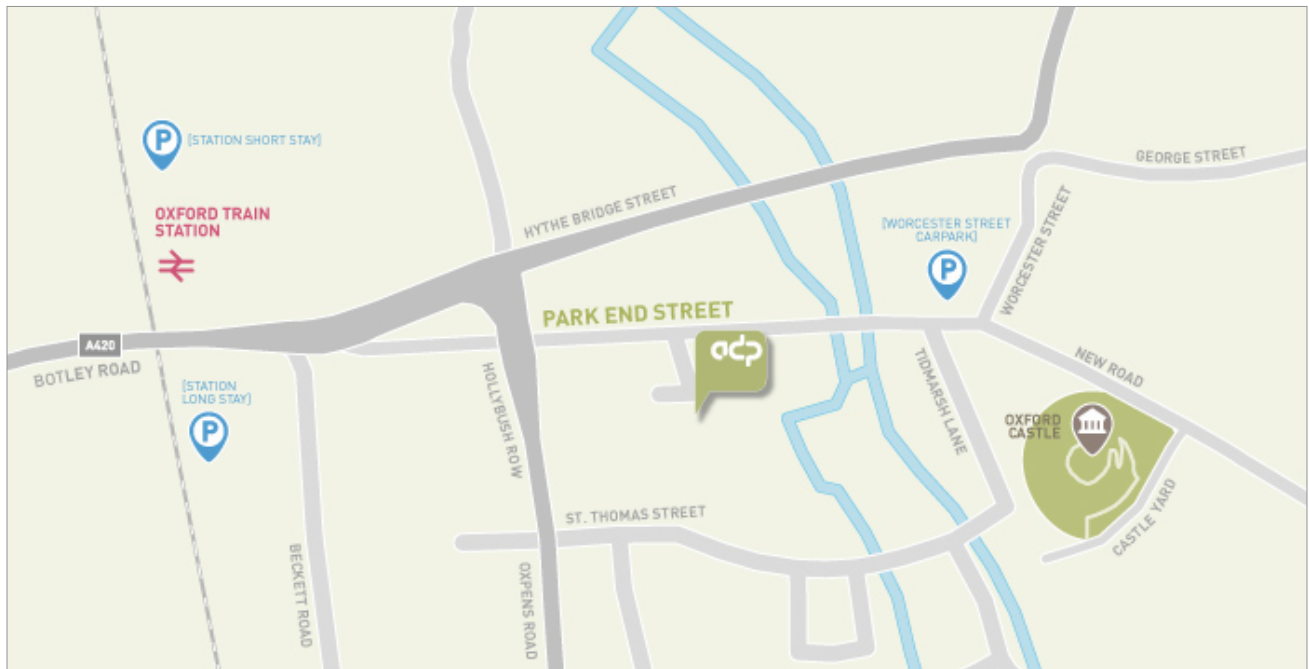 P
[STATION SHORT STAY]
GEORGE STREET
OXFORD TRAIN
STATION
HYTHE BRIDGE STREET
[WORCESTER STREET
CARPARK]
P
WORCESTER STREET
PARK END STREET
A420
BOTLEY ROAD
adp
NEW ROAD
TIDMARSH LANE
[STATION
LONG STAY]
P
HOLLYBUSH ROW
OXFORD
CASTLE
ST. THOMAS STREET
CASTLE YARD
BECKETT ROAD
OXPENS ROAD